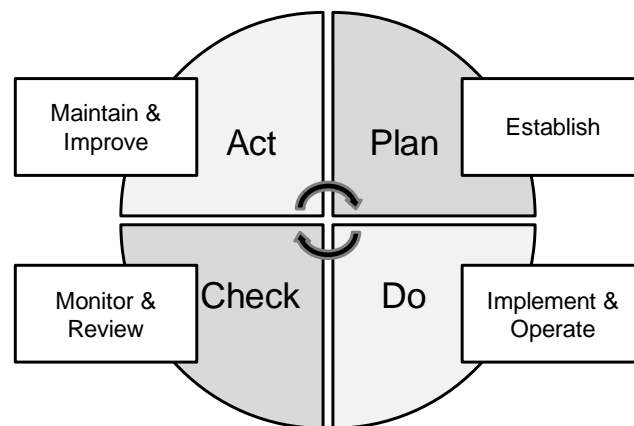 Maintain &
Improve
Act
Plan
Establish
Monitor &
Review
Check
Do
Implement &
Operate